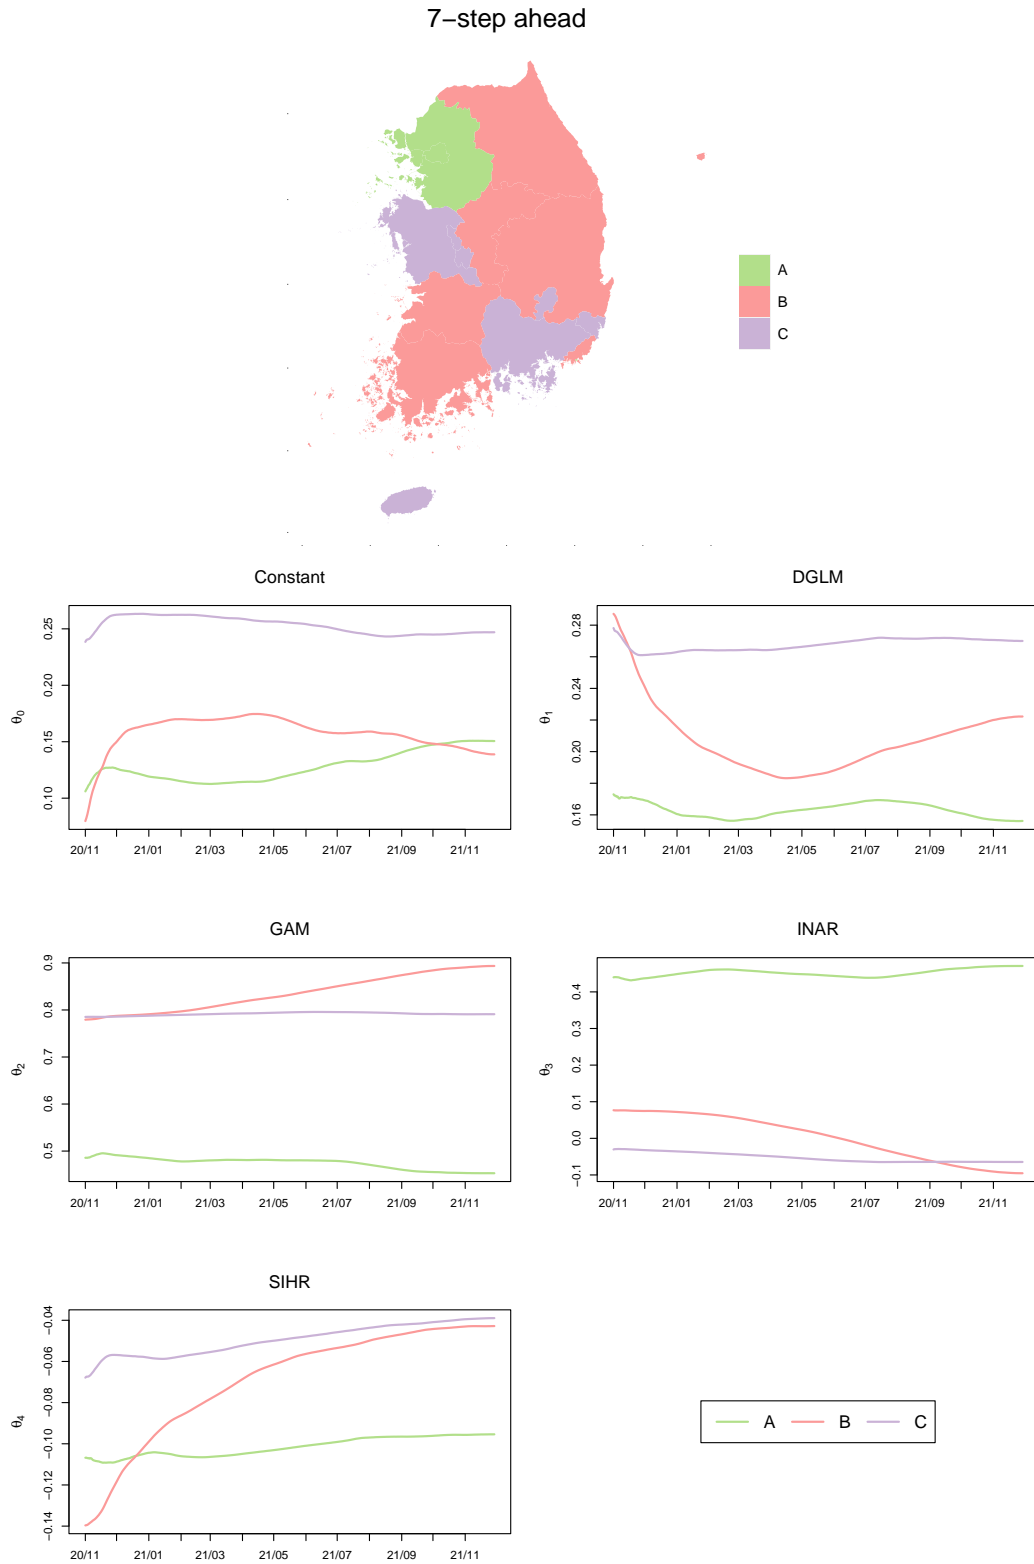 7−step ahead
A
B
C
Constant
θ0
0.25
0.20
0.15
0.10
20/11 21/01 21/03 21/05 21/07 21/09 21/11
DGLM
θ1
0.28
0.24
0.20
0.16
20/11 21/01 21/03 21/05 21/07 21/09 21/11
GAM
θ2
0.9
0.8
0.7
0.6
0.5
20/11 21/01 21/03 21/05 21/07 21/09 21/11
INAR
θ3
0.4
0.3
0.2
0.1
0.0
−0.1
20/11 21/01 21/03 21/05 21/07 21/09 21/11
SIHR
θ4
−0.04
−0.06
−0.08
−0.10
−0.12
−0.14
20/11 21/01 21/03 21/05 21/07 21/09 21/11
A B C